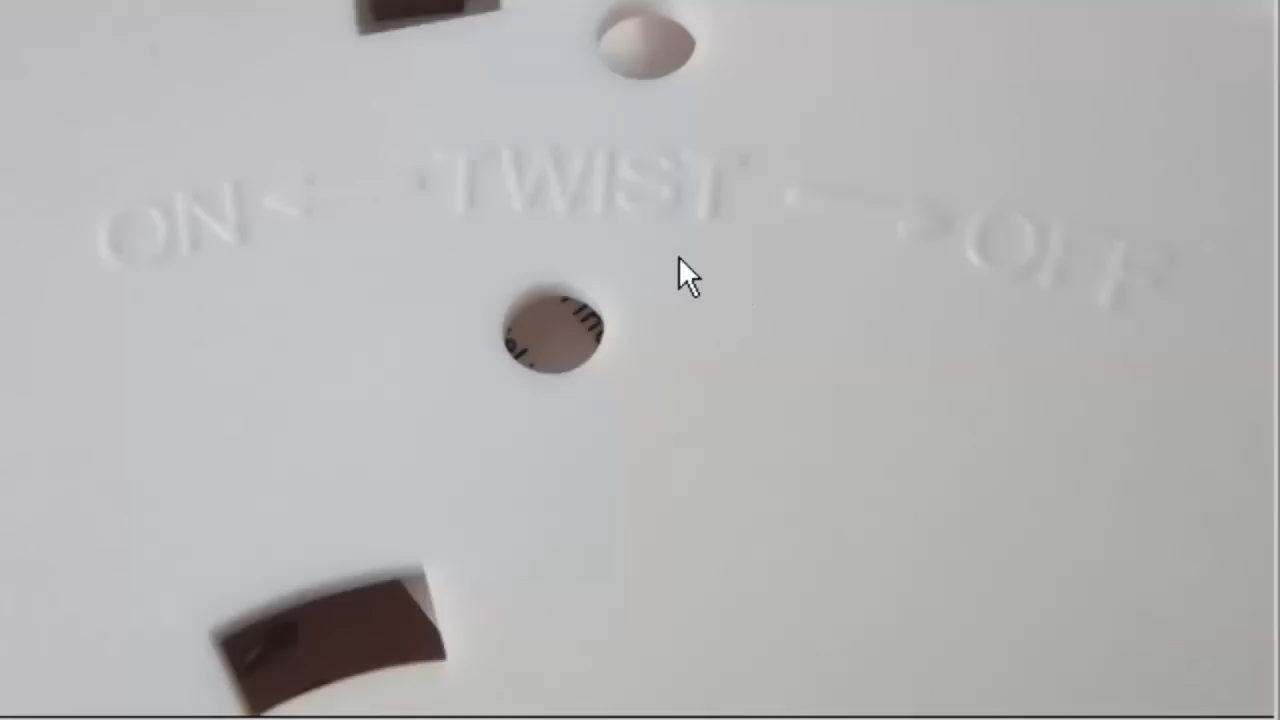 ON ← TWIST → OFF